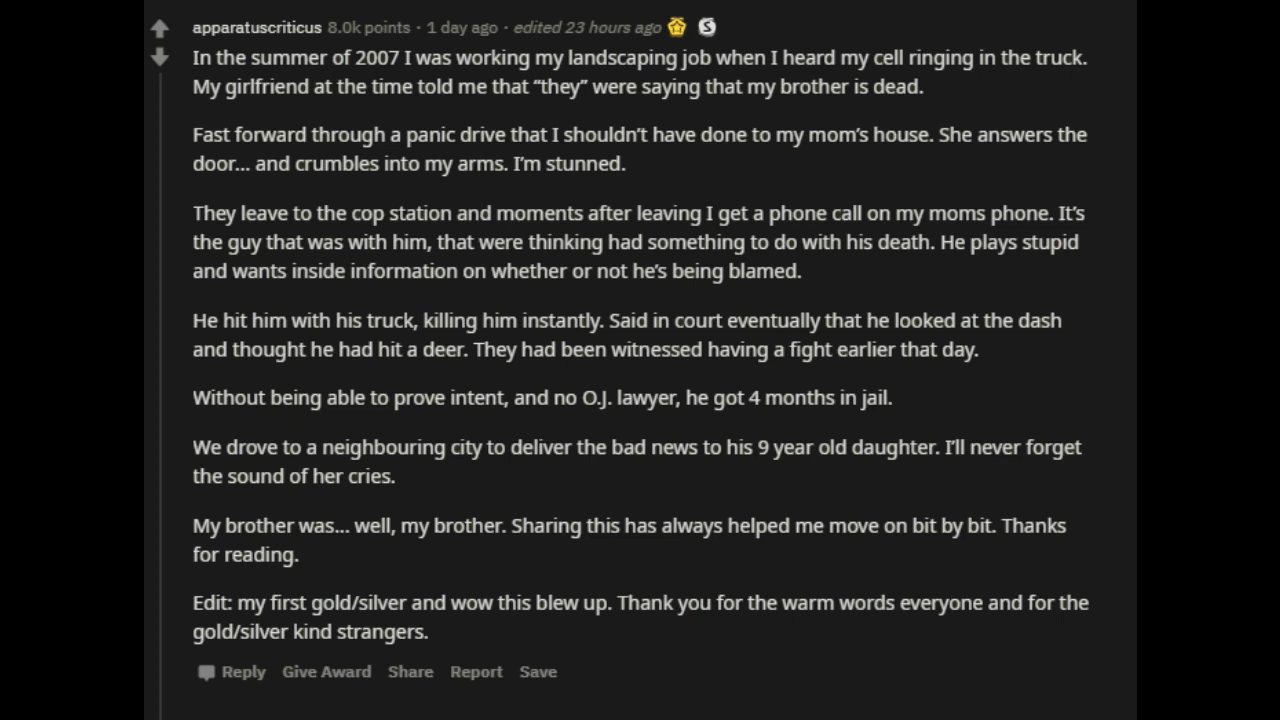 apparatuscriticus 8.0k points · 1 day ago · edited 23 hours ago S
In the summer of 2007 I was working my landscaping job when I heard my cell ringing in the truck.
My girlfriend at the time told me that “they” were saying that my brother is dead.
Fast forward through a panic drive that I shouldn’t have done to my mom’s house. She answers the
door... and crumbles into my arms. I’m stunned.
They leave to the cop station and moments after leaving I get a phone call on my moms phone. It’s
the guy that was with him, that were thinking had something to do with his death. He plays stupid
and wants inside information on whether or not he’s being blamed.
He hit him with his truck, killing him instantly. Said in court eventually that he looked at the dash
and thought he had hit a deer. They had been witnessed having a fight earlier that day.
Without being able to prove intent, and no O.J. lawyer, he got 4 months in jail.
We drove to a neighbouring city to deliver the bad news to his 9 year old daughter. I’ll never forget
the sound of her cries.
My brother was... well, my brother. Sharing this has always helped me move on bit by bit. Thanks
for reading.
Edit: my first gold/silver and wow this blew up. Thank you for the warm words everyone and for the
gold/silver kind strangers.
Reply Give Award Share Report Save